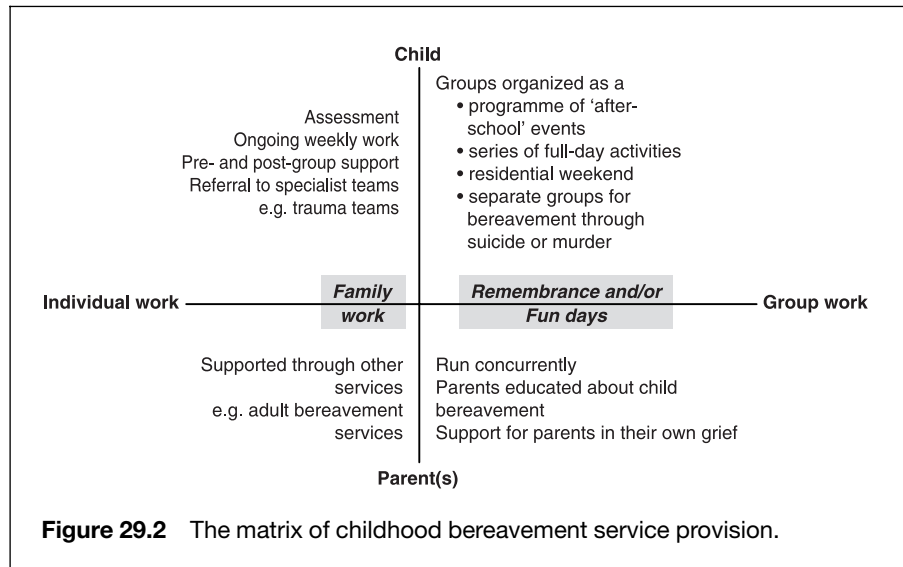 Child
Assessment
Ongoing weekly work
Pre- and post-group support
Referral to specialist teams
e.g. trauma teams
Groups organized as a
• programme of ‘after-
school’ events
• series of full-day activities
• residential weekend
• separate groups for
bereavement through
suicide or murder
Individual work
Family
work
Remembrance and/or
Fun days
Group work
Supported through other
services
e.g. adult bereavement
services
Run concurrently
Parents educated about child
bereavement
Support for parents in their own grief
Parent(s)
Figure 29.2 The matrix of childhood bereavement service provision.